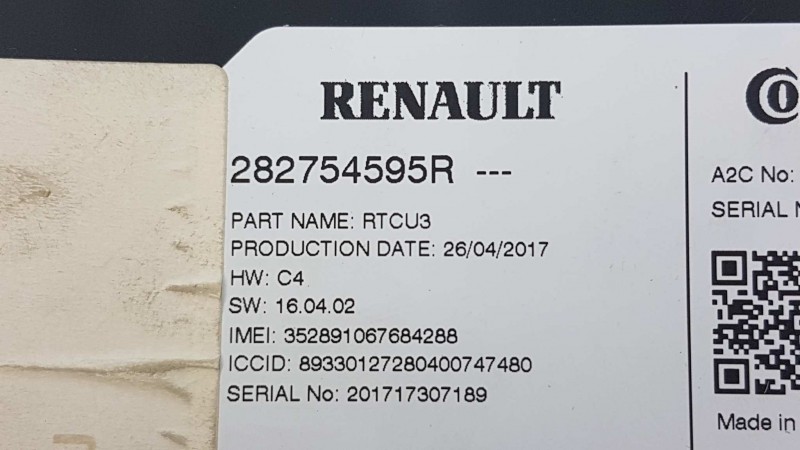 RENAULT
282754595R ---
PART NAME: RTCU3
PRODUCTION DATE: 26/04/2017
HW: C4
SW: 16.04.02
IMEI: 352891067684288
ICCID: 89330127280400747480
SERIAL No: 201717307189
A2C No:
SERIAL
Made in